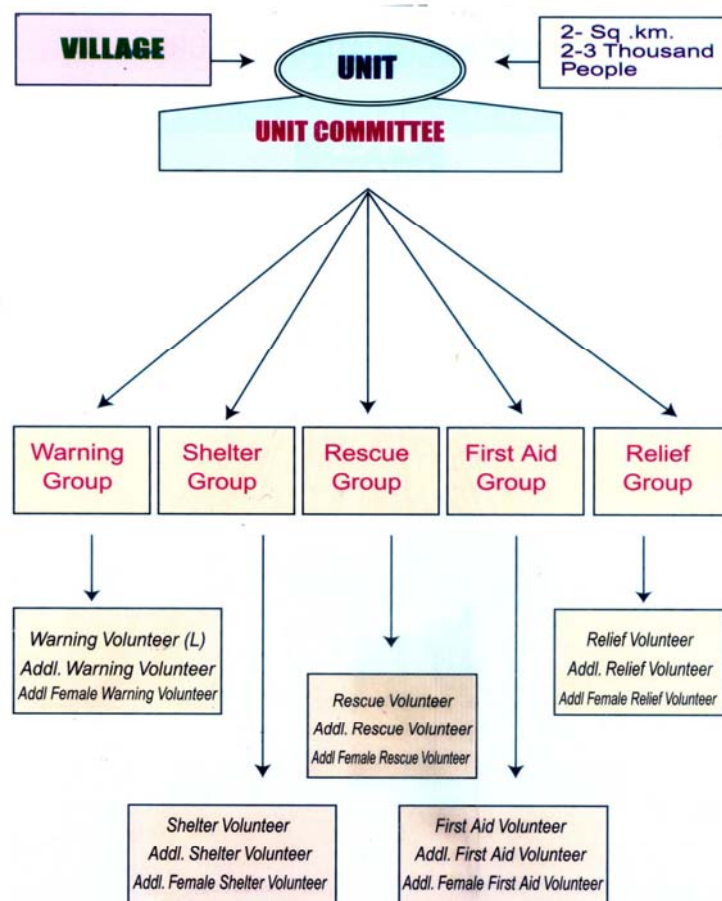 VILLAGE
UNIT
2- Sq .km.
2-3 Thousand
People
UNIT COMMITTEE
Warning
Group
Shelter
Group
Rescue
Group
First Aid
Group
Relief
Group
Warning Volunteer (L)
Addl. Warning Volunteer
Addl Female Warning Volunteer
Relief Volunteer
Addl. Relief Volunteer
Addl Female Relief Volunteer
Rescue Volunteer
Addl. Rescue Volunteer
Addl Female Rescue Volunteer
Shelter Volunteer
Addl. Shelter Volunteer
Addl. Female Shelter Volunteer
First Aid Volunteer
Addl. First Aid Volunteer
Addl. Female First Aid Volunteer